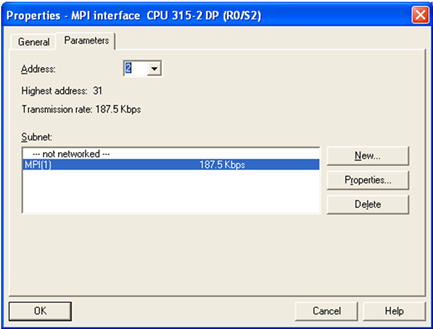 Properties - MPI interface CPU 315-2 DP (R0/S2)
General Parameters
Address: 2
Highest address: 31
Transmission rate: 187.5 Kbps
Subnet:
--- not networked ---
MPI(1) 187.5 Kbps
New...
Properties...
Delete
OK Cancel Help